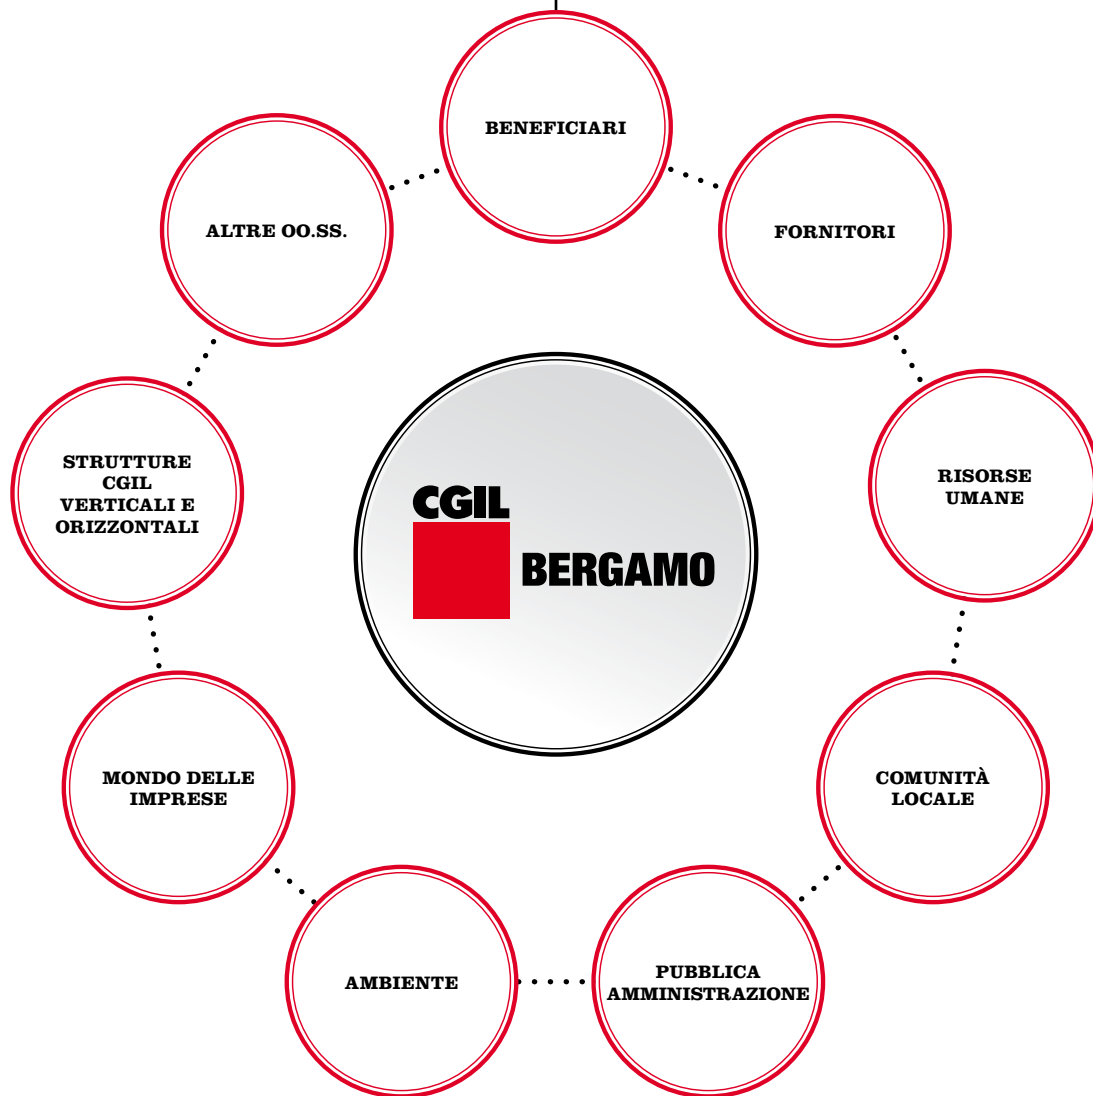 BENEFICIARI
ALTRE OO.SS.
FORNITORI
STRUTTURE
CGIL
VERTICALI E
ORIZZONTALI
CGIL
BERGAMO
RISORSE
UMANE
MONDO DELLE
IMPRESE
COMUNITÀ
LOCALE
AMBIENTE
PUBBLICA
AMMINISTRAZIONE